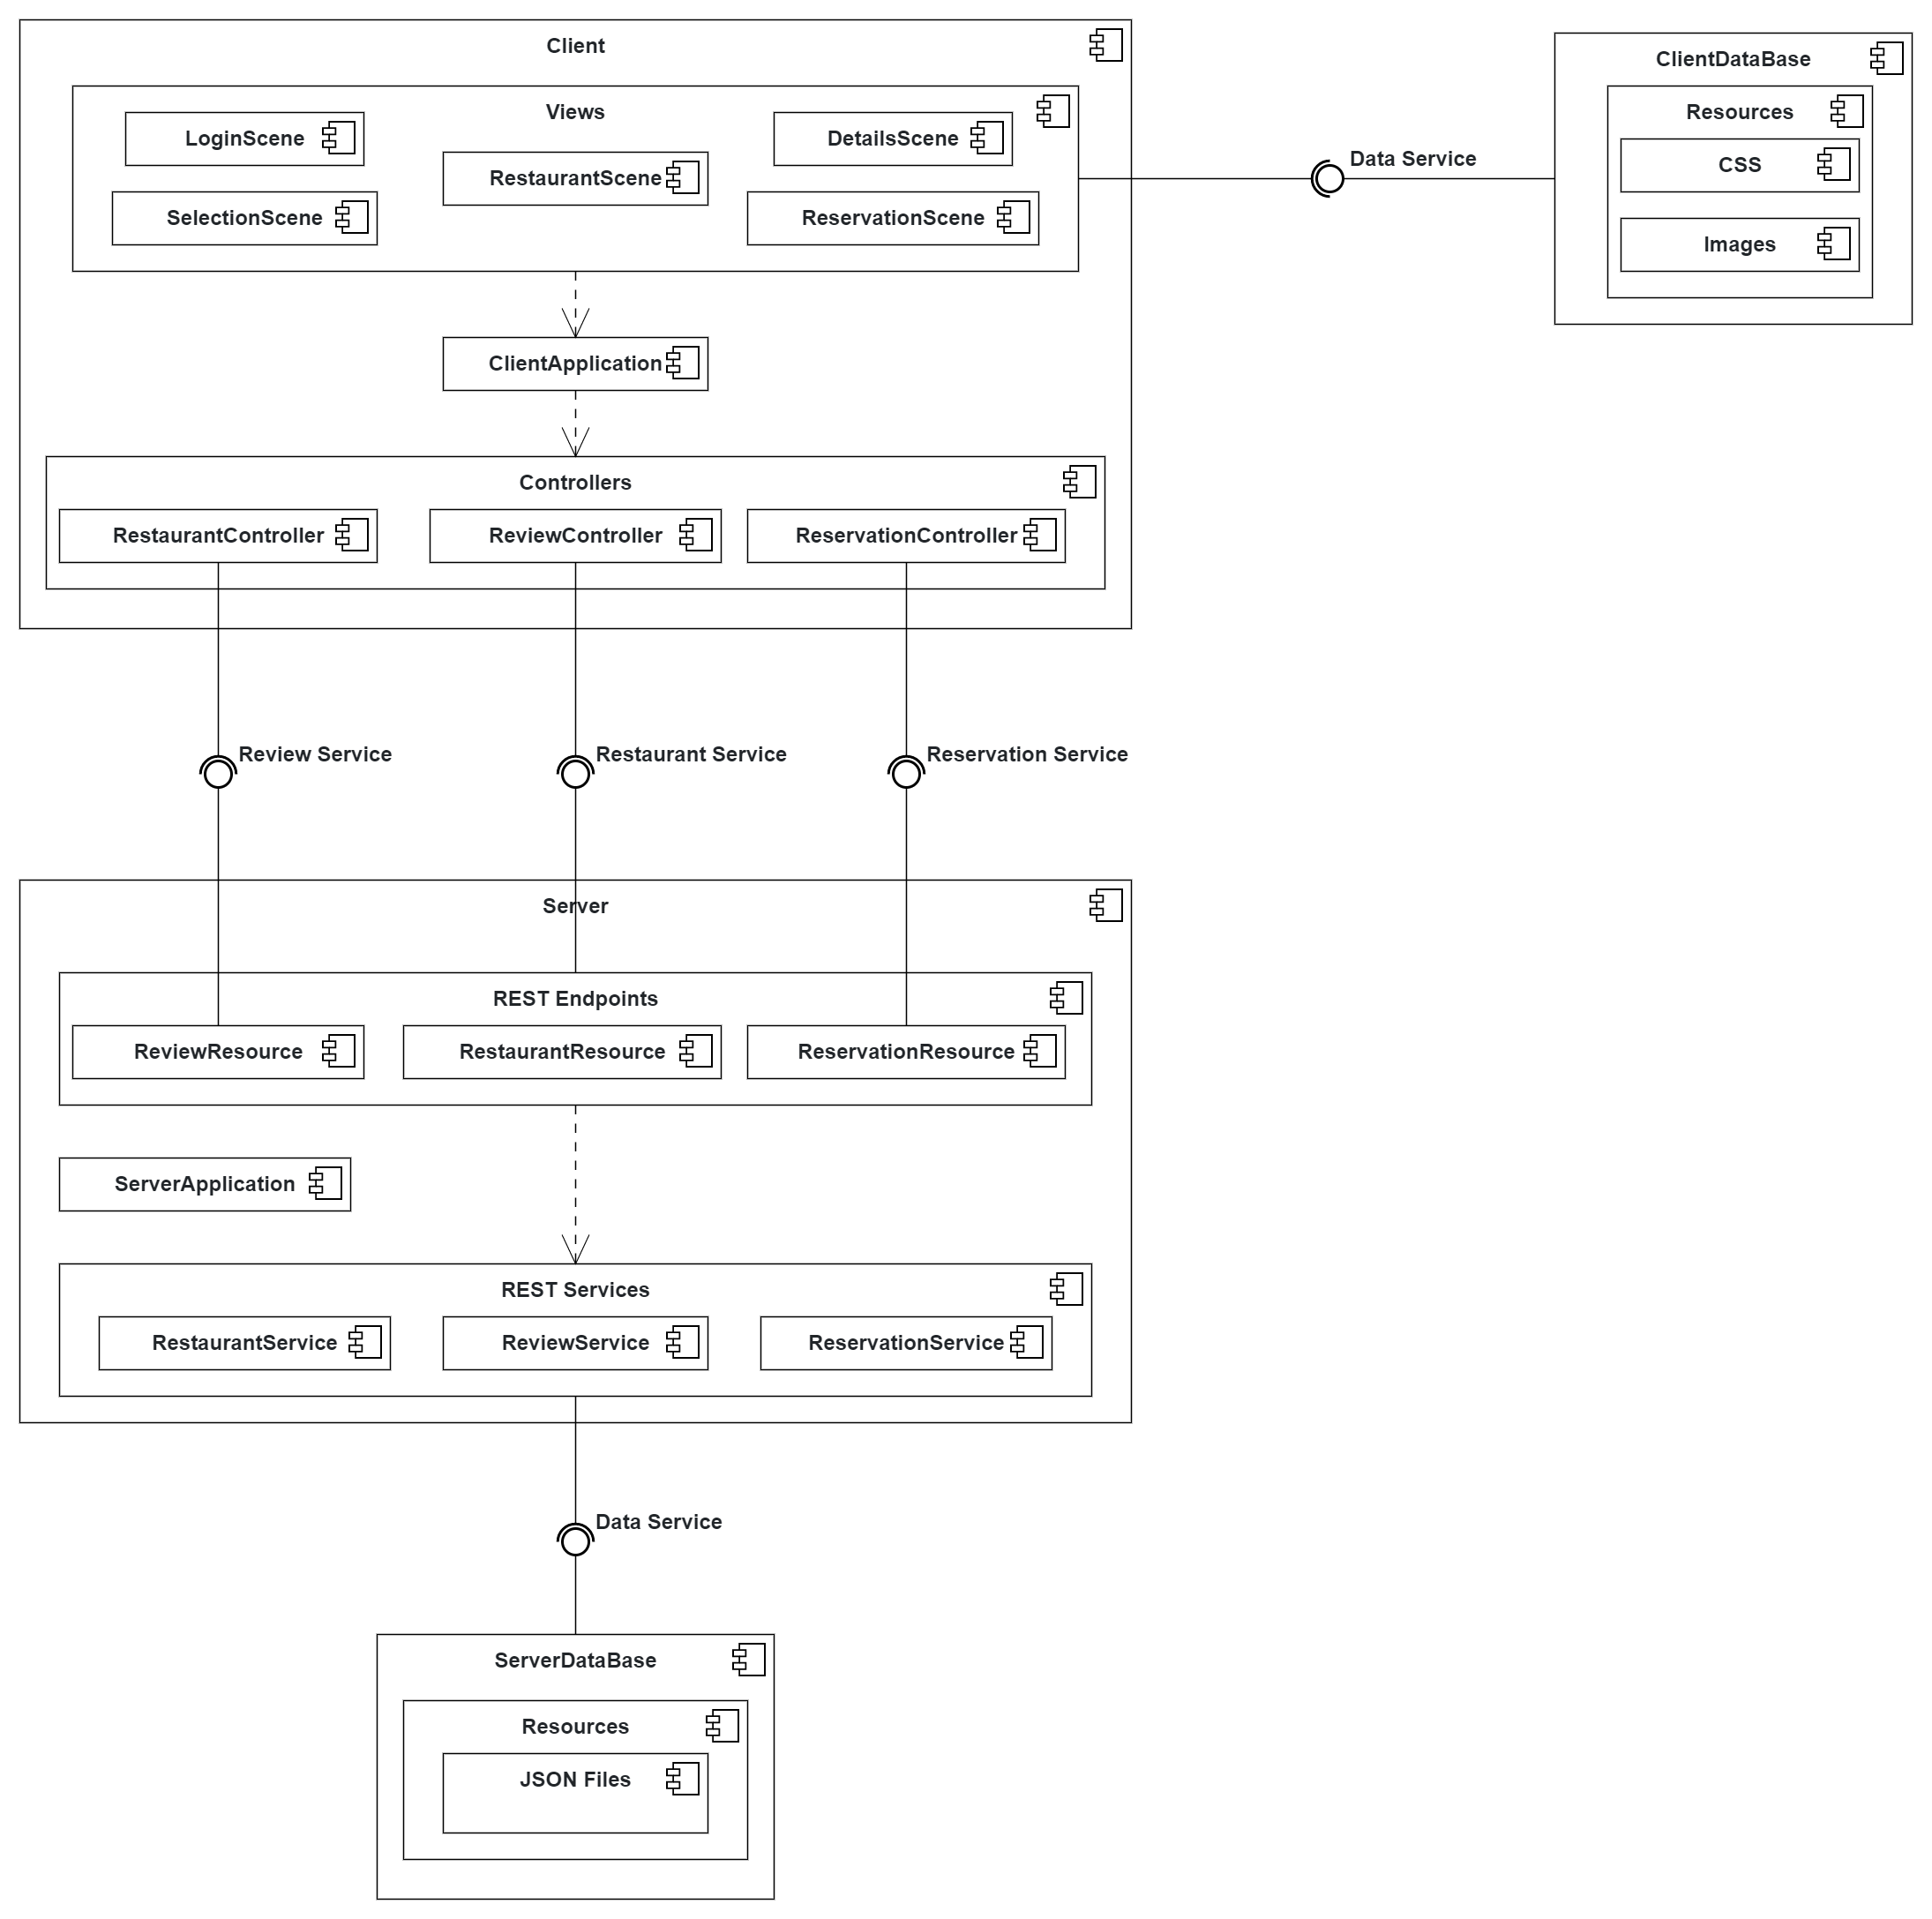 Client
Views
LoginScene
RestaurantScene
DetailsScene
SelectionScene
ReservationScene
Data Service
ClientDataBase
Resources
CSS
Images
ClientApplication
Controllers
RestaurantController
ReviewController
ReservationController
Review Service
Restaurant Service
Reservation Service
Server
REST Endpoints
ReviewResource
RestaurantResource
ReservationResource
ServerApplication
REST Services
RestaurantService
ReviewService
ReservationService
Data Service
ServerDataBase
Resources
JSON Files